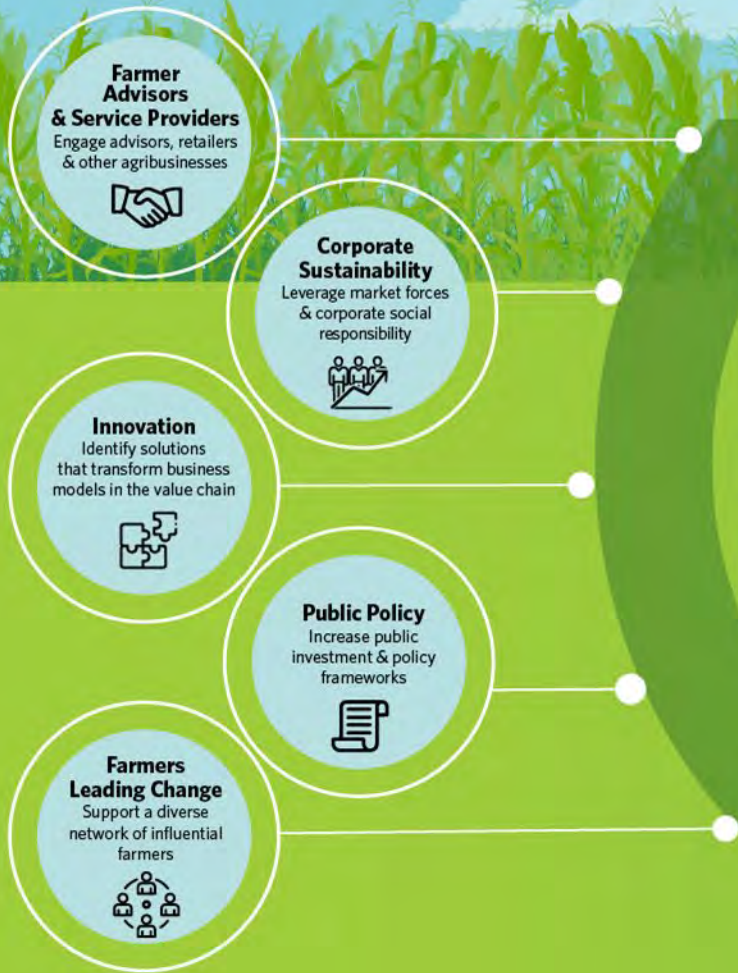 Farmer
Advisors
& Service Providers
Engage advisors, retailers
& other agribusinesses
Corporate
Sustainability
Leverage market forces
& corporate social
responsibility
Innovation
Identify solutions
that transform business
models in the value chain
Public Policy
Increase public
investment & policy
frameworks
Farmers
Leading Change
Support a diverse
network of influential
farmers